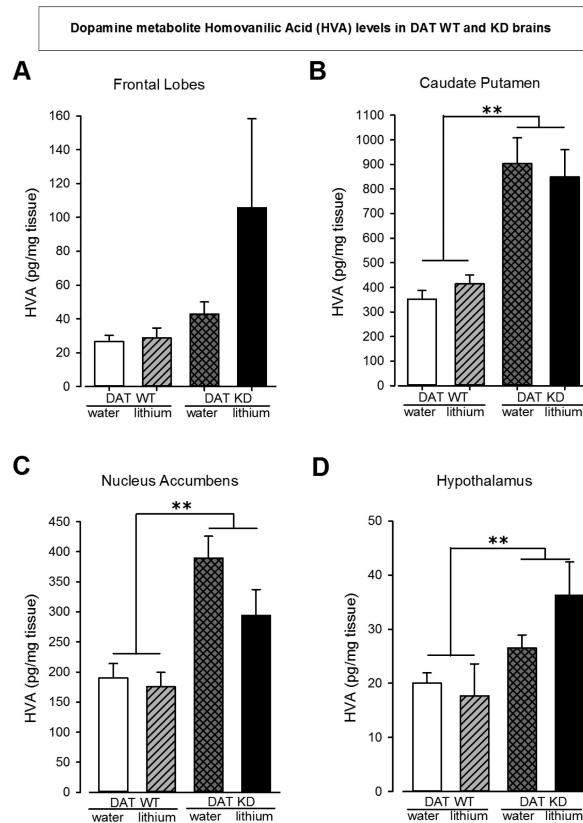 Dopamine metabolite Homovanilic Acid (HVA) levels in DAT WT and KD brains
A
Frontal Lobes
HVA (pg/mg tissue)
160
140
120
100
80
60
40
20
0
DAT WT DAT KD
water lithium water lithium
B
Caudate Putamen
HVA (pg/mg tissue)
1100
1000
900
800
700
600
500
400
300
200
100
0
**
DAT WT DAT KD
water lithium water lithium
C
Nucleus Accumbens
HVA (pg/mg tissue)
450
400
350
300
250
200
150
100
50
0
**
DAT WT DAT KD
water lithium water lithium
D
Hypothalamus
HVA (pg/mg tissue)
50
40
30
20
10
0
**
DAT WT DAT KD
water lithium water lithium